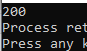 200
Process ret
Press any k